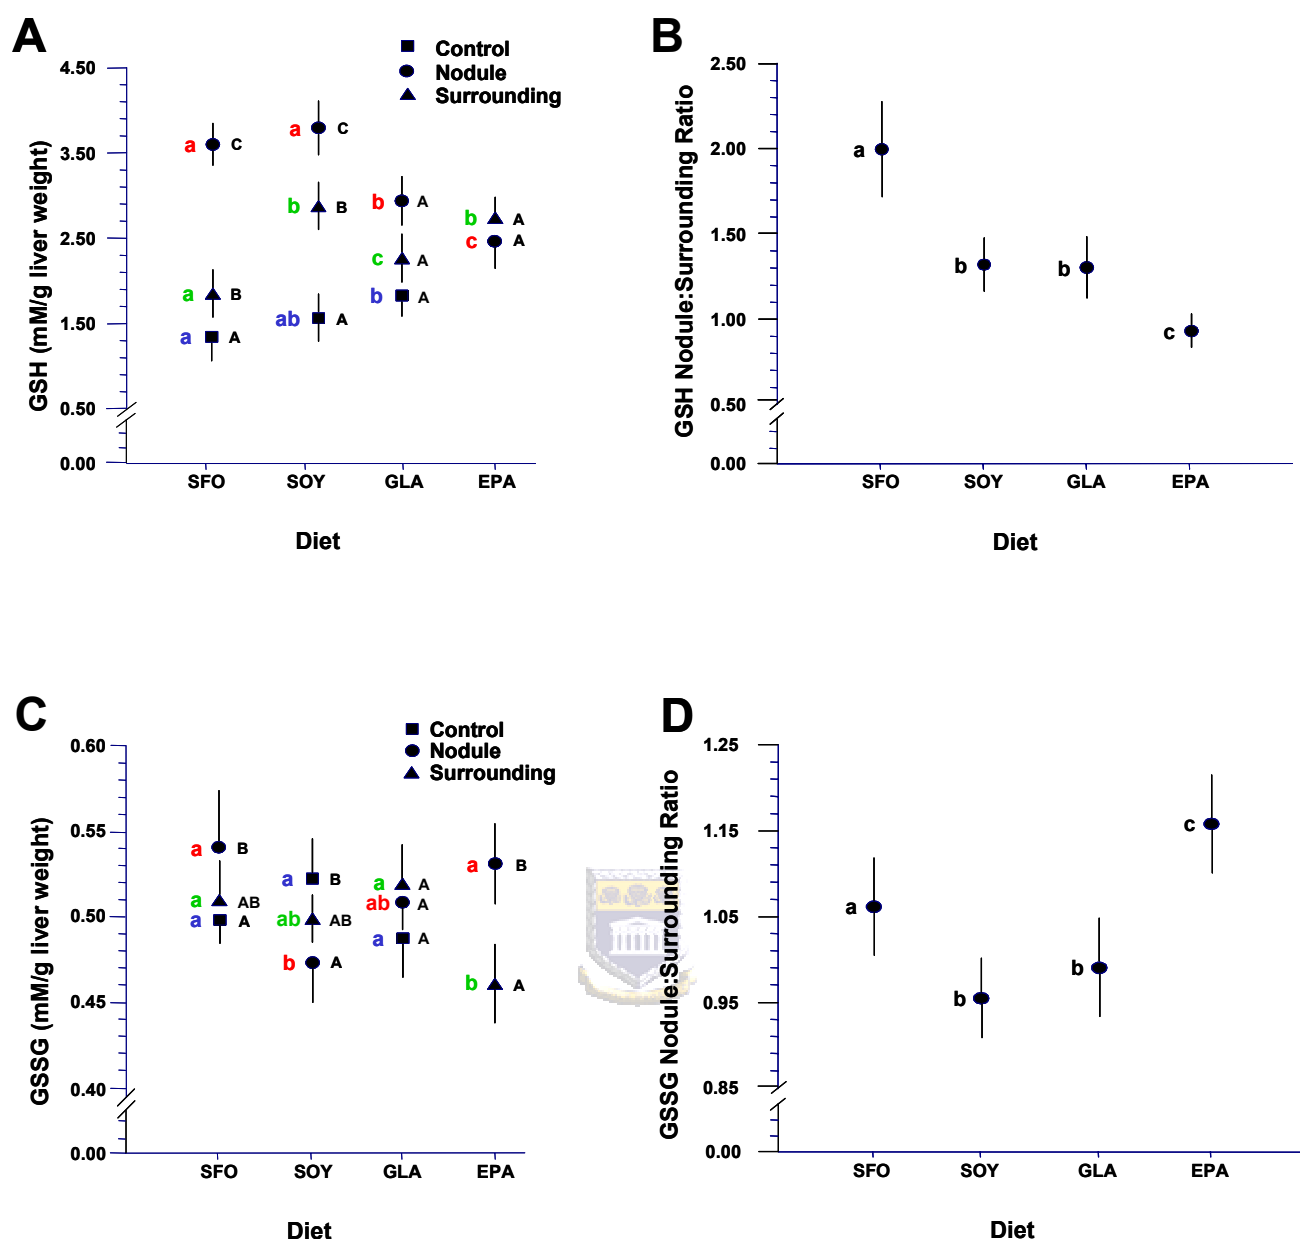 A
Control
Nodule
Surrounding
GSH (mM/g liver weight)
4.50
3.50
2.50
1.50
0.50
0.00
a C
a C
b B
b A
b A
c A
c A
a B
b A
ab A
a A
SFO SOY GLA EPA
Diet
B
GSH Nodule:Surrounding Ratio
2.50
2.00
1.50
1.00
0.50
0.00
a
b
b
c
SFO SOY GLA EPA
Diet
C
Control
Nodule
Surrounding
GSSG (mM/g liver weight)
0.60
0.55
0.50
0.45
0.40
0.00
a B
a AB
a A
a B
ab AB
b A
a A
ab A
a A
a B
b A
SFO SOY GLA EPA
Diet
D
GSSG Nodule:Surrounding Ratio
1.25
1.15
1.05
0.95
0.85
0.00
a
b
b
c
SFO SOY GLA EPA
Diet